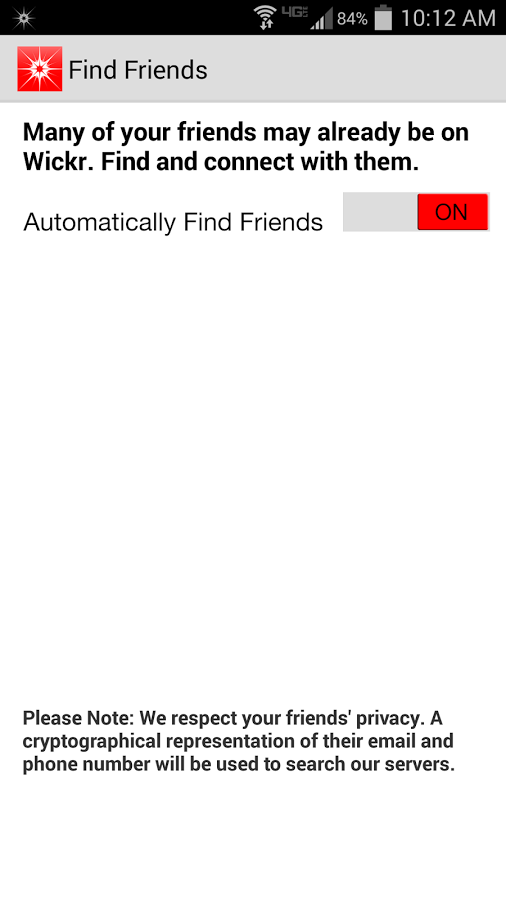 4G LTE 84% 10:12 AM
Find Friends
Many of your friends may already be on
Wickr. Find and connect with them.
Automatically Find Friends ON
Please Note: We respect your friends' privacy. A
cryptographical representation of their email and
phone number will be used to search our servers.